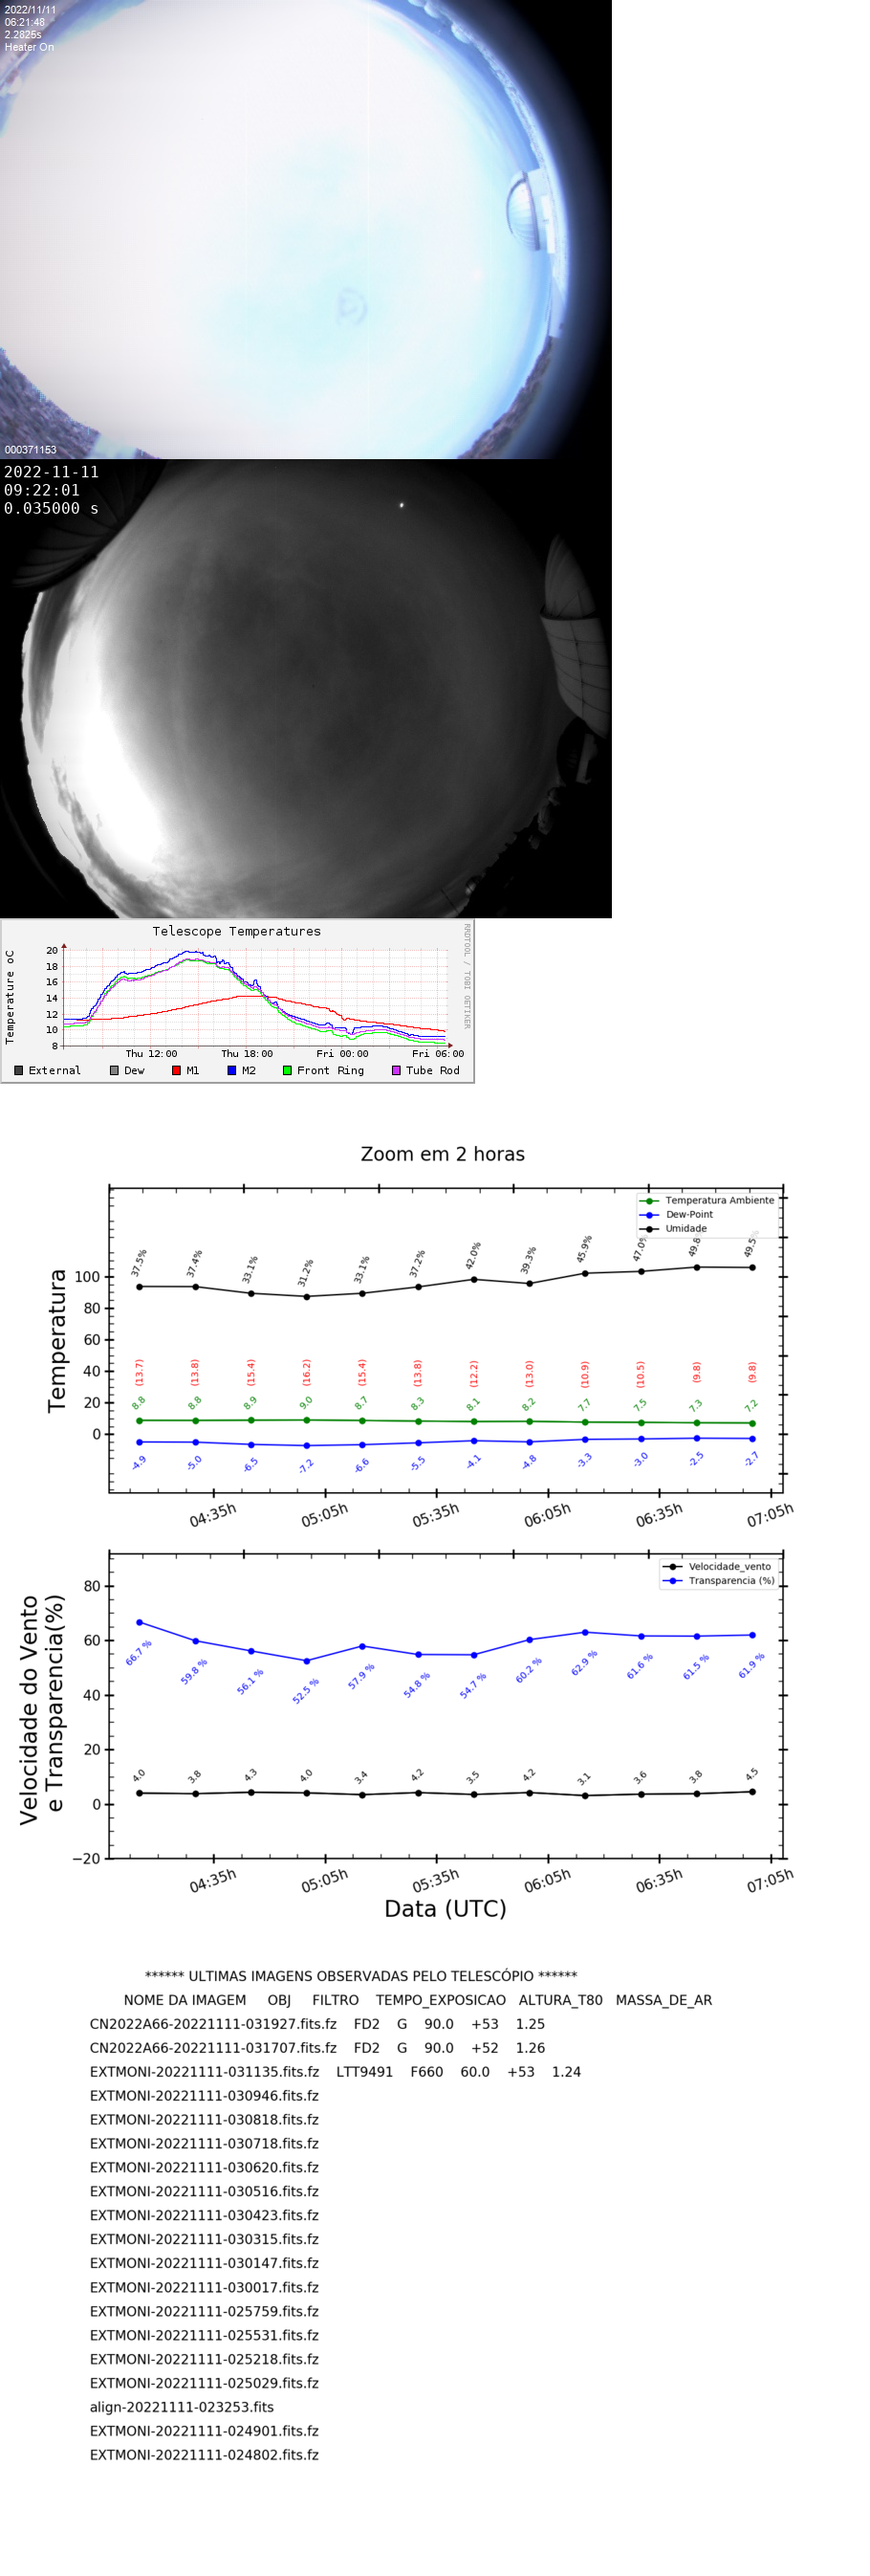 2022/11/11
06:21:48
2.2825s
Heater On
000371153
2022-11-11
09:22:01
0.035000 s
Telescope Temperatures
RRDTOOL / TOBI OETIKER
Temperature oC
20
18
16
14
12
10
8
Thu 12:00 Thu 18:00 Fri 00:00 Fri 06:00
External Dew M1 M2 Front Ring Tube Rod
Zoom em 2 horas
Temperatura Ambiente
Dew-Point
Umidade
Temperatura
100
80
60
40
20
0
37.5% 37.4% 33.1% 31.2% 33.1% 37.2% 42.0% 39.3% 45.9% 47.0% 49.8% 49.5%
(13.7) (13.8) (15.4) (16.2) (15.4) (13.8) (12.2) (13.0) (10.9) (10.5) (9.8) (9.8)
8.8 8.8 8.9 9.0 8.7 8.3 8.1 8.2 7.7 7.5 7.3 7.2
-4.9 -5.0 -6.5 -7.2 -6.6 -5.5 -4.1 -4.8 -3.3 -3.0 -2.5 -2.7
04:35h 05:05h 05:35h 06:05h 06:35h 07:05h
Velocidade_vento
Transparencia (%)
Velocidade do Vento
e Transparencia(%)
80
60
40
20
0
−20
66.7 % 59.8 % 56.1 % 52.5 % 57.9 % 54.8 % 54.7 % 60.2 % 62.9 % 61.6 % 61.5 % 61.9 %
4.0 3.8 4.3 4.0 3.4 4.2 3.5 4.2 3.1 3.6 3.8 4.5
04:35h 05:05h 05:35h 06:05h 06:35h 07:05h
Data (UTC)
****** ULTIMAS IMAGENS OBSERVADAS PELO TELESCÓPIO ******
NOME DA IMAGEM OBJ FILTRO TEMPO_EXPOSICAO ALTURA_T80 MASSA_DE_AR
CN2022A66-20221111-031927.fits.fz FD2 G 90.0 +53 1.25
CN2022A66-20221111-031707.fits.fz FD2 G 90.0 +52 1.26
EXTMONI-20221111-031135.fits.fz LTT9491 F660 60.0 +53 1.24
EXTMONI-20221111-030946.fits.fz
EXTMONI-20221111-030818.fits.fz
EXTMONI-20221111-030718.fits.fz
EXTMONI-20221111-030620.fits.fz
EXTMONI-20221111-030516.fits.fz
EXTMONI-20221111-030423.fits.fz
EXTMONI-20221111-030315.fits.fz
EXTMONI-20221111-030147.fits.fz
EXTMONI-20221111-030017.fits.fz
EXTMONI-20221111-025759.fits.fz
EXTMONI-20221111-025531.fits.fz
EXTMONI-20221111-025218.fits.fz
EXTMONI-20221111-025029.fits.fz
align-20221111-023253.fits
EXTMONI-20221111-024901.fits.fz
EXTMONI-20221111-024802.fits.fz